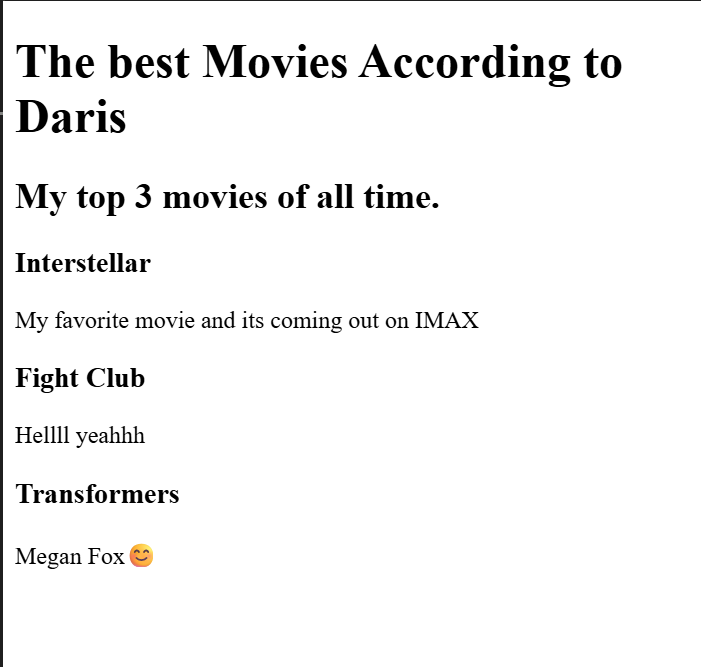 The best Movies According to
Daris
My top 3 movies of all time.
Interstellar
My favorite movie and its coming out on IMAX
Fight Club
Hellll yeahhh
Transformers
Megan Fox😊